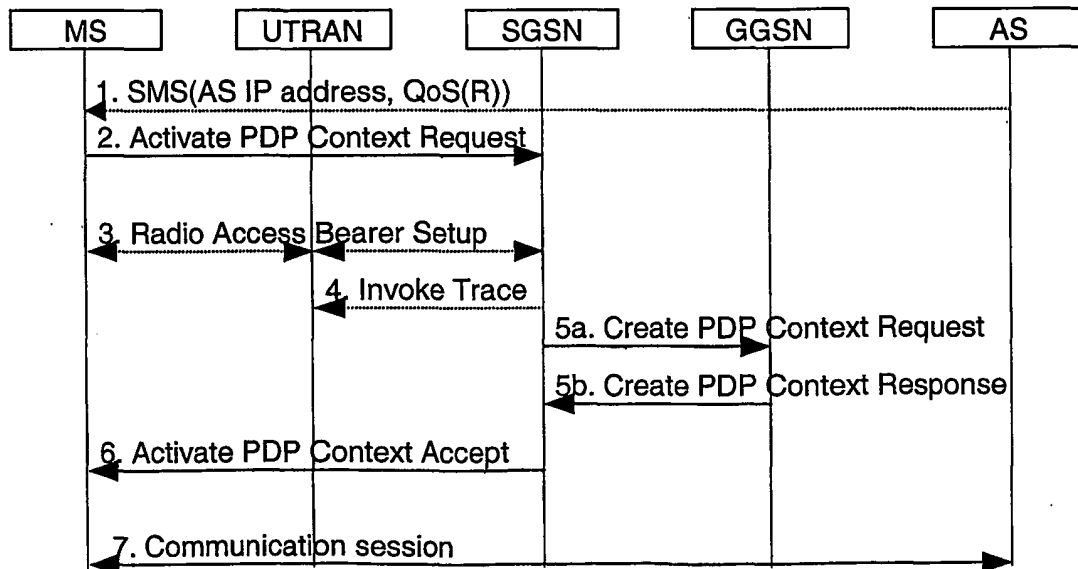 MS UTRAN SGSN GGSN AS
1. SMS(AS IP address, QoS(R))
2. Activate PDP Context Request
3. Radio Access Bearer Setup
4. Invoke Trace
5a. Create PDP Context Request
5b. Create PDP Context Response
6. Activate PDP Context Accept
7. Communication session